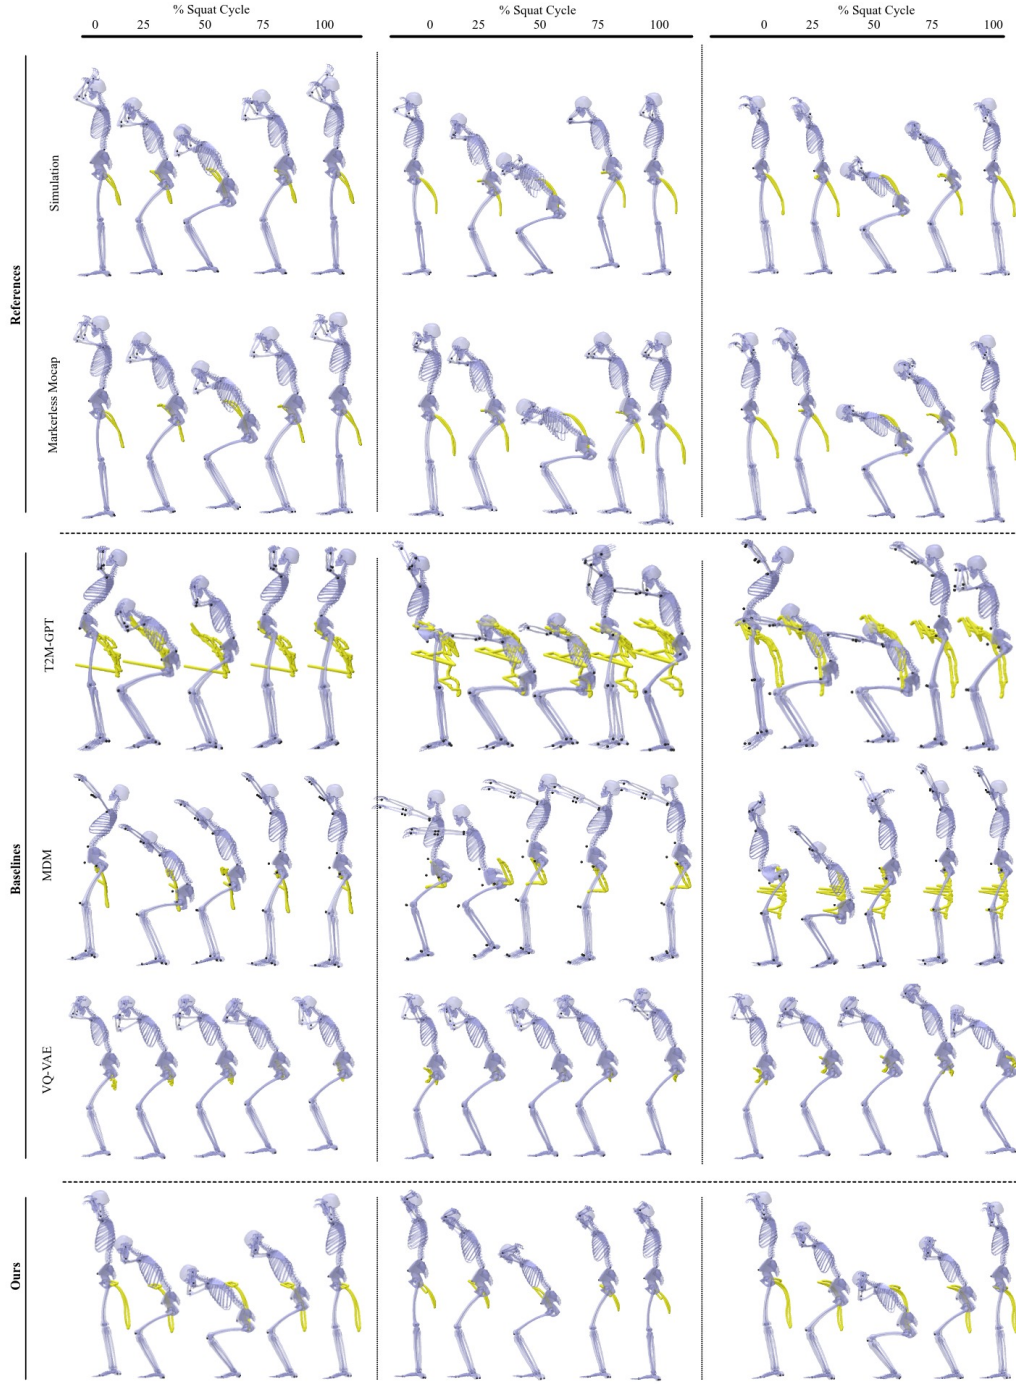 % Squat Cycle
0 25 50 75 100
% Squat Cycle
0 25 50 75 100
% Squat Cycle
0 25 50 75 100
References
Simulation
Markerless Mocap
Baselines
T2M-GPT
MDM
VQ-VAE
Ours